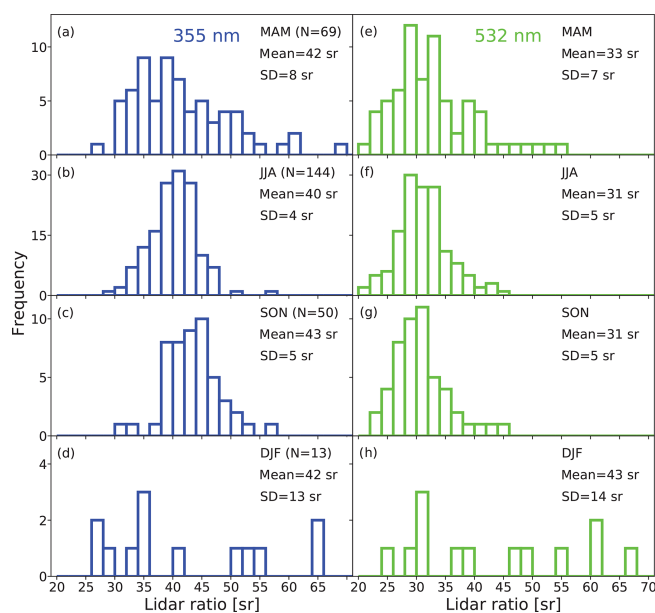 (a)
355 nm
MAM (N=69)
Mean=42 sr
SD=8 sr
10
5
0
(e)
532 nm
MAM
Mean=33 sr
SD=7 sr
(b)
JJA (N=144)
Mean=40 sr
SD=4 sr
30
15
0
(f)
JJA
Mean=31 sr
SD=5 sr
Frequency
(c)
SON (N=50)
Mean=43 sr
SD=5 sr
10
5
0
(g)
SON
Mean=31 sr
SD=5 sr
(d)
DJF (N=13)
Mean=42 sr
SD=13 sr
4
2
0
(h)
DJF
Mean=43 sr
SD=14 sr
20 25 30 35 40 45 50 55 60 65
20 25 30 35 40 45 50 55 60 65 70
Lidar ratio [sr]
Lidar ratio [sr]